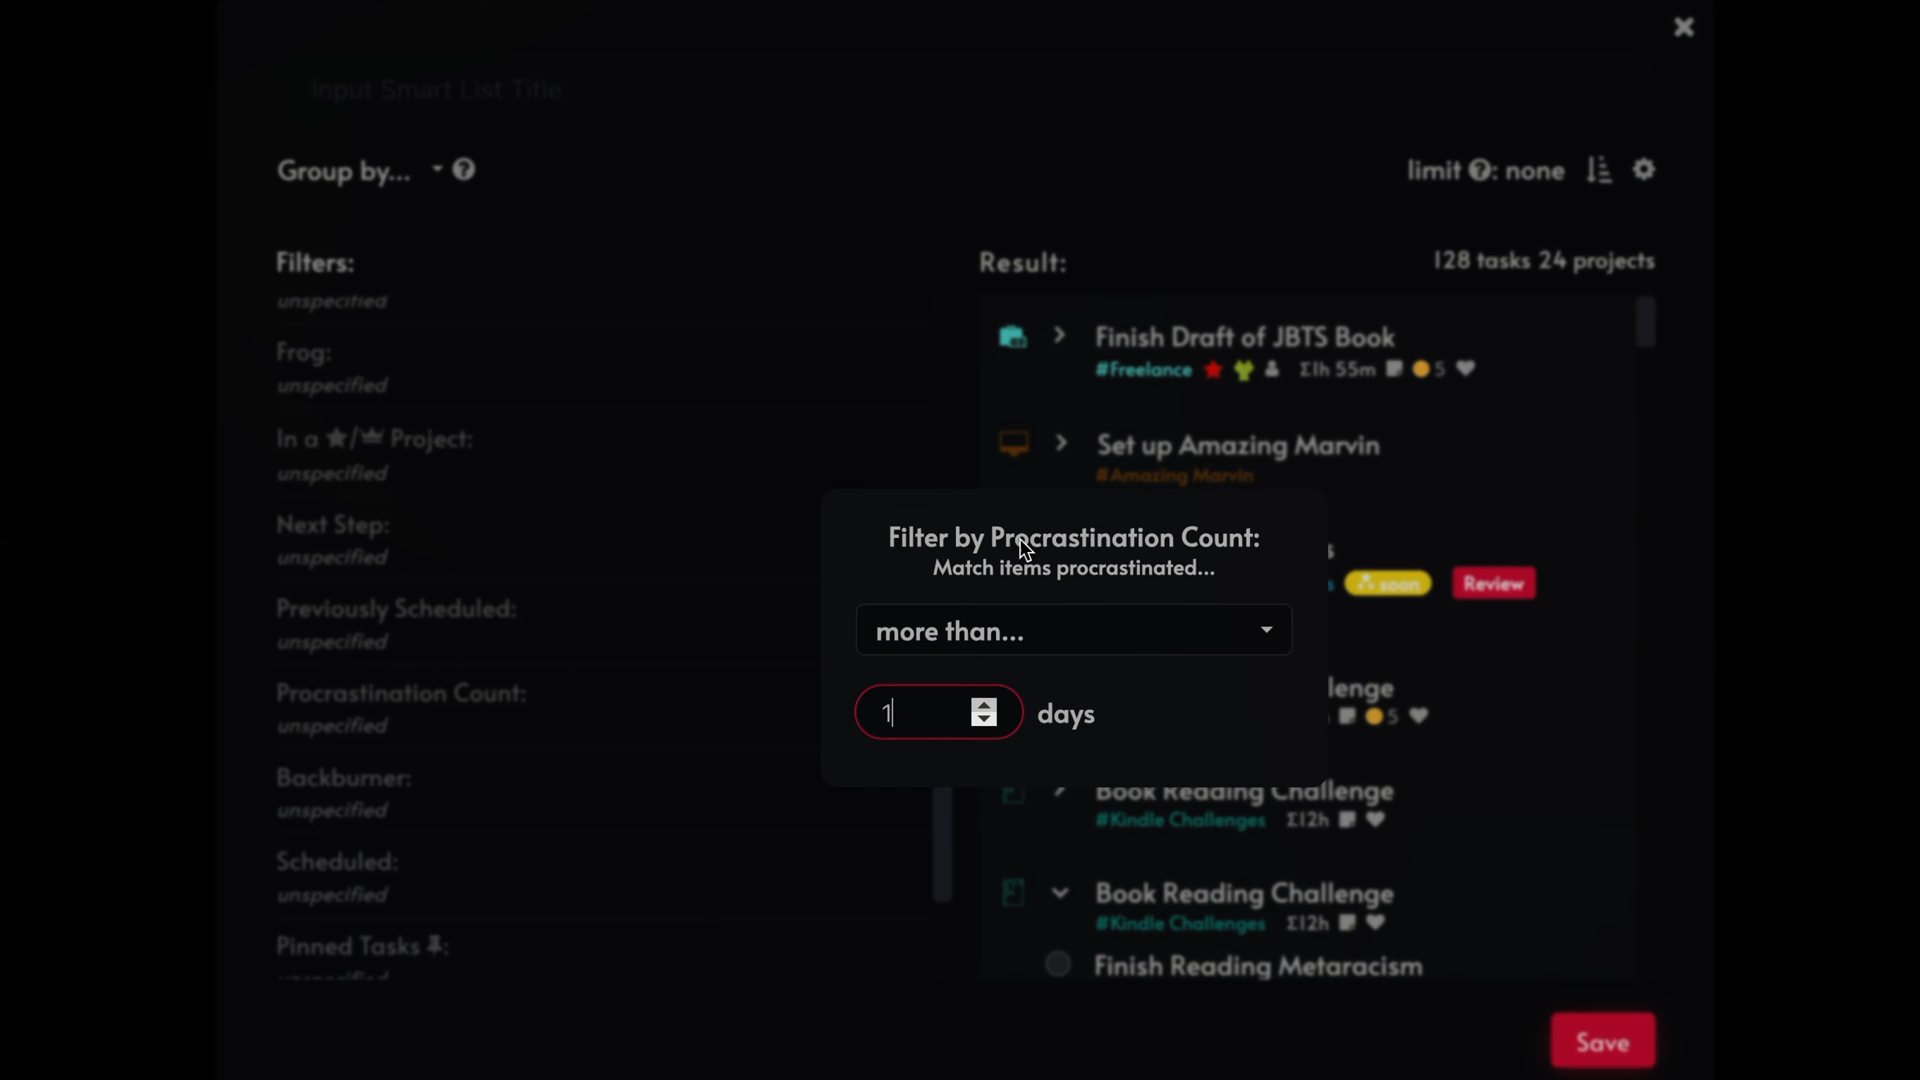 Input Smart List Title
Group by...
limit : none
Filters:
Result:
128 tasks 24 projects
unspecified
Frog:
unspecified
In a / Project:
unspecified
Next Step:
unspecified
Previously Scheduled:
unspecified
Procrastination Count:
unspecified
Backburner:
unspecified
Scheduled:
unspecified
Pinned Tasks :
Finish Draft of JBTS Book
#Freelance Σ1h 55m 5
Set up Amazing Marvin
#Amazing Marvin
s
s soon Review
Filter by Procrastination Count:
Match items procrastinated...
more than...
1 days
lenge
5
Book Reading Challenge
#Kindle Challenges Σ12h
Book Reading Challenge
#Kindle Challenges Σ12h
Finish Reading Metaracism
Save